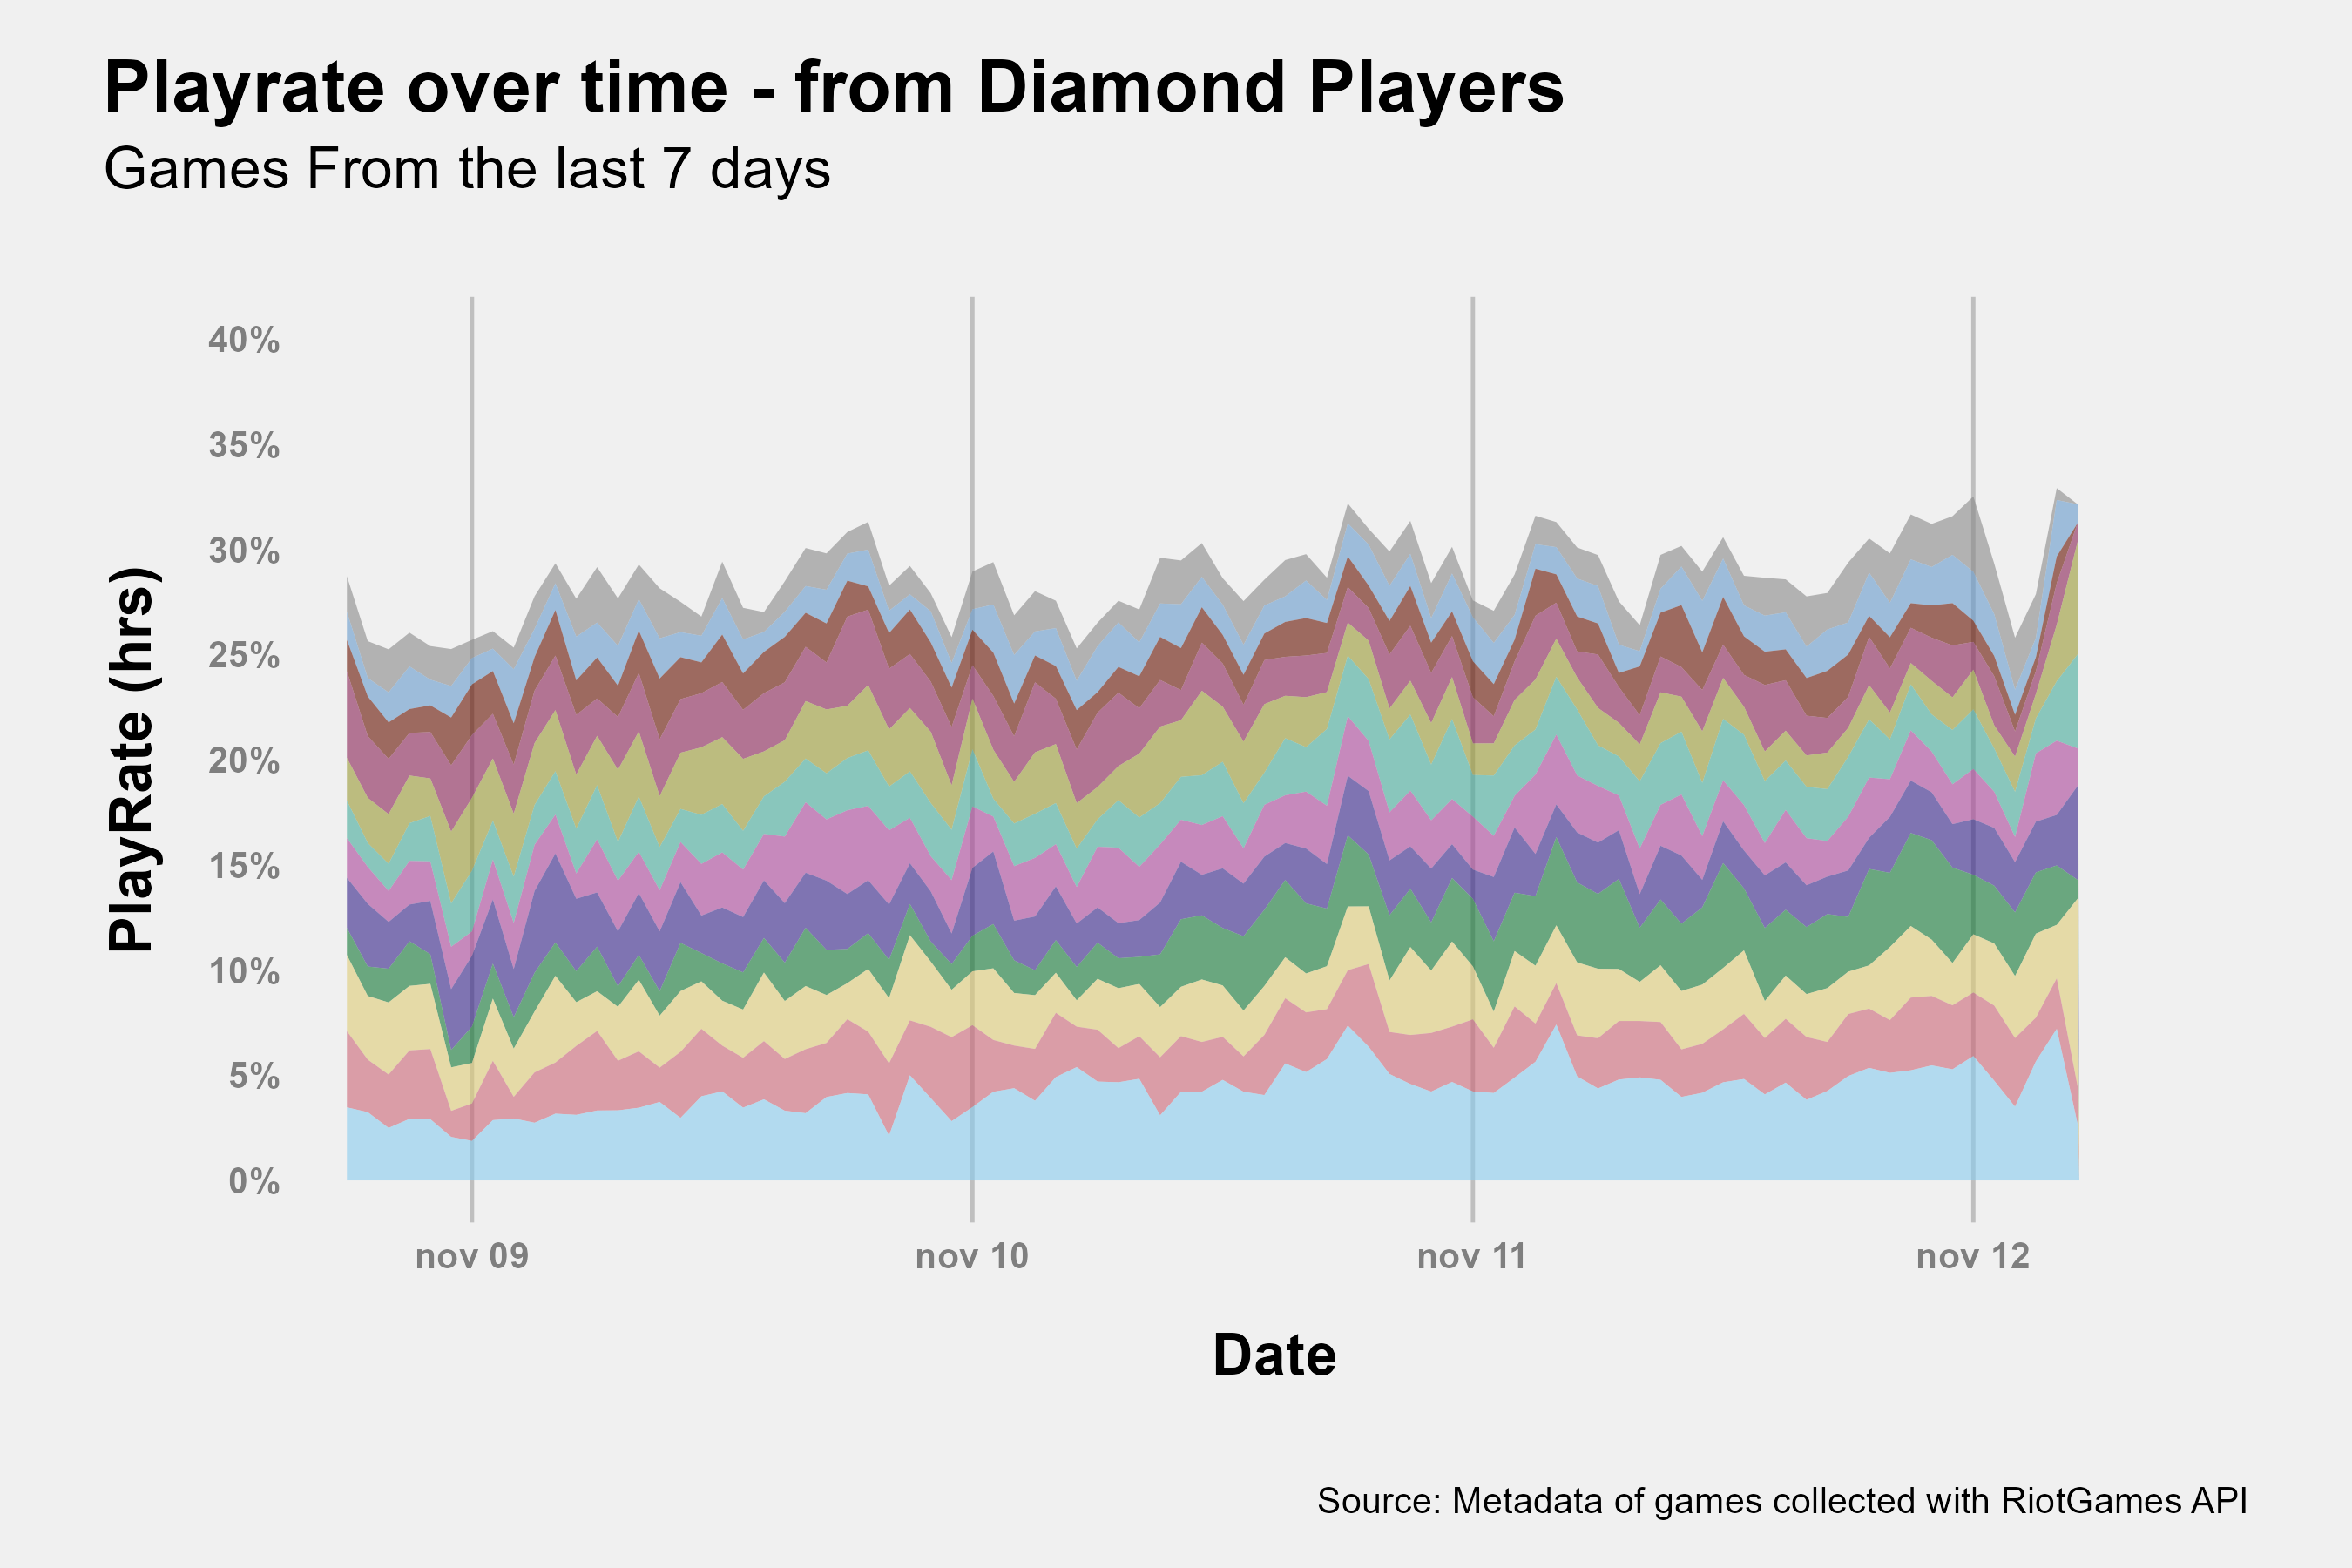 Playrate over time - from Diamond Players
Games From the last 7 days
PlayRate (hrs)
40%
35%
30%
25%
20%
15%
10%
5%
0%
nov 09
nov 10
nov 11
nov 12
Date
Source: Metadata of games collected with RiotGames API